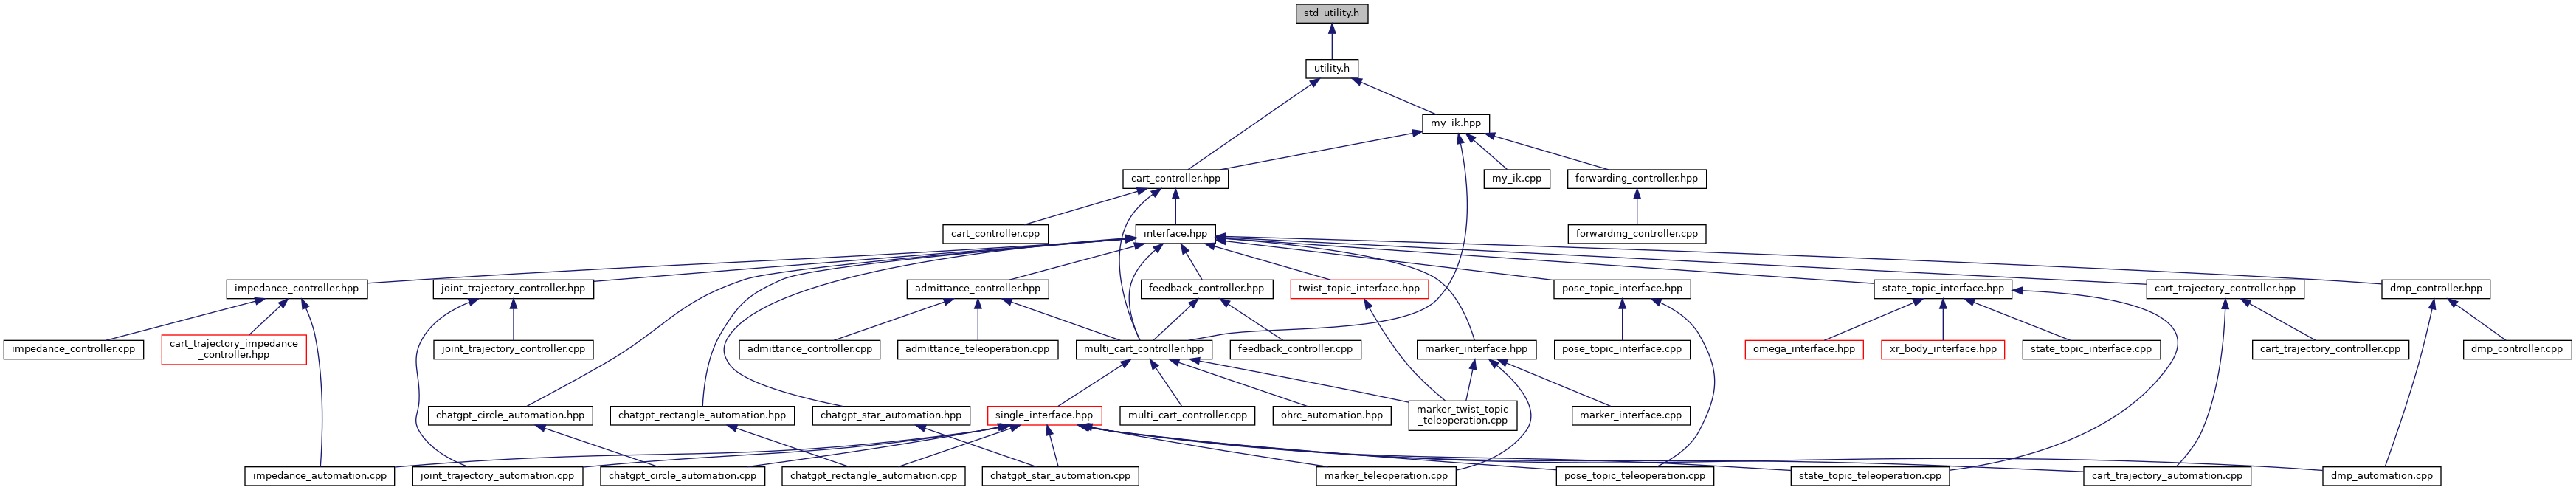 std_utility.h
utility.h
my_ik.hpp
cart_controller.hpp
my_ik.cpp
forwarding_controller.hpp
cart_controller.cpp
interface.hpp
forwarding_controller.cpp
impedance_controller.hpp
joint_trajectory_controller.hpp
admittance_controller.hpp
feedback_controller.hpp
twist_topic_interface.hpp
pose_topic_interface.hpp
state_topic_interface.hpp
cart_trajectory_controller.hpp
dmp_controller.hpp
impedance_controller.cpp
cart_trajectory_impedance
_controller.hpp
joint_trajectory_controller.cpp
admittance_controller.cpp
admittance_teleoperation.cpp
multi_cart_controller.hpp
feedback_controller.cpp
marker_interface.hpp
pose_topic_interface.cpp
omega_interface.hpp
xr_body_interface.hpp
state_topic_interface.cpp
cart_trajectory_controller.cpp
dmp_controller.cpp
chatgpt_circle_automation.hpp
chatgpt_rectangle_automation.hpp
chatgpt_star_automation.hpp
single_interface.hpp
multi_cart_controller.cpp
ohrc_automation.hpp
marker_twist_topic
_teleoperation.cpp
marker_interface.cpp
impedance_automation.cpp
joint_trajectory_automation.cpp
chatgpt_circle_automation.cpp
chatgpt_rectangle_automation.cpp
chatgpt_star_automation.cpp
marker_teleoperation.cpp
pose_topic_teleoperation.cpp
state_topic_teleoperation.cpp
cart_trajectory_automation.cpp
dmp_automation.cpp